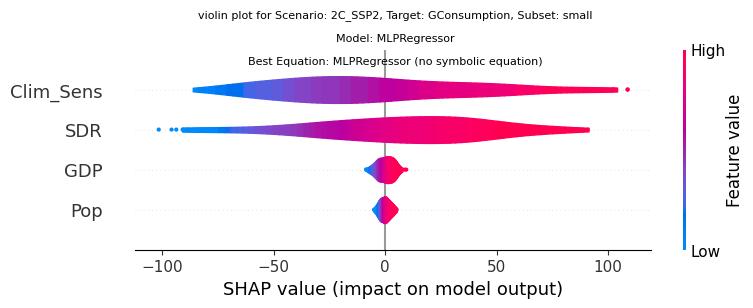 violin plot for Scenario: 2C_SSP2, Target: GConsumption, Subset: small
Model: MLPRegressor
Best Equation: MLPRegressor (no symbolic equation)
High
Clim_Sens
SDR
GDP
Pop
Feature value
Low
−100
−50
0
50
100
SHAP value (impact on model output)